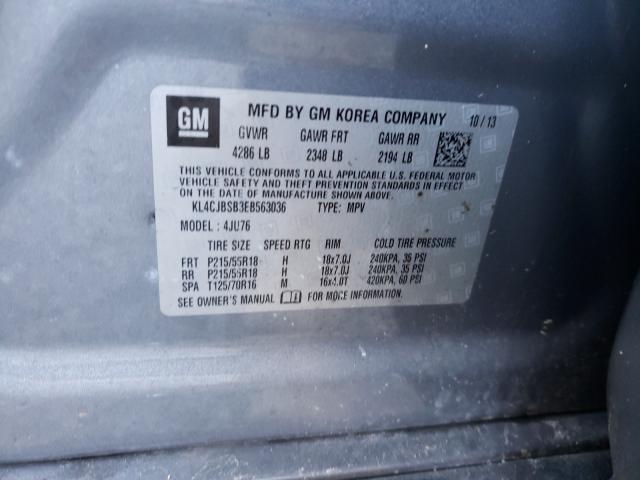 GM
MFD BY GM KOREA COMPANY 10/13
GVWR GAWR FRT GAWR RR
4286 LB 2348 LB 2194 LB
THIS VEHICLE CONFORMS TO ALL APPLICABLE U.S. FEDERAL MOTOR
VEHICLE SAFETY AND THEFT PREVENTION STANDARDS IN EFFECT
ON THE DATE OF MANUFACTURE SHOWN ABOVE.
KL4CJBSB3EB563036 TYPE: MPV
MODEL : 4JU76
TIRE SIZE SPEED RTG RIM COLD TIRE PRESSURE
FRT P215/55R18 H 18x7.0J 240KPA, 35 PSI
RR P215/55R18 H 18x7.0J 240KPA, 35 PSI
SPA T125/70R16 M 16x4.0T 420KPA, 60 PSI
SEE OWNER'S MANUAL FOR MORE INFORMATION.